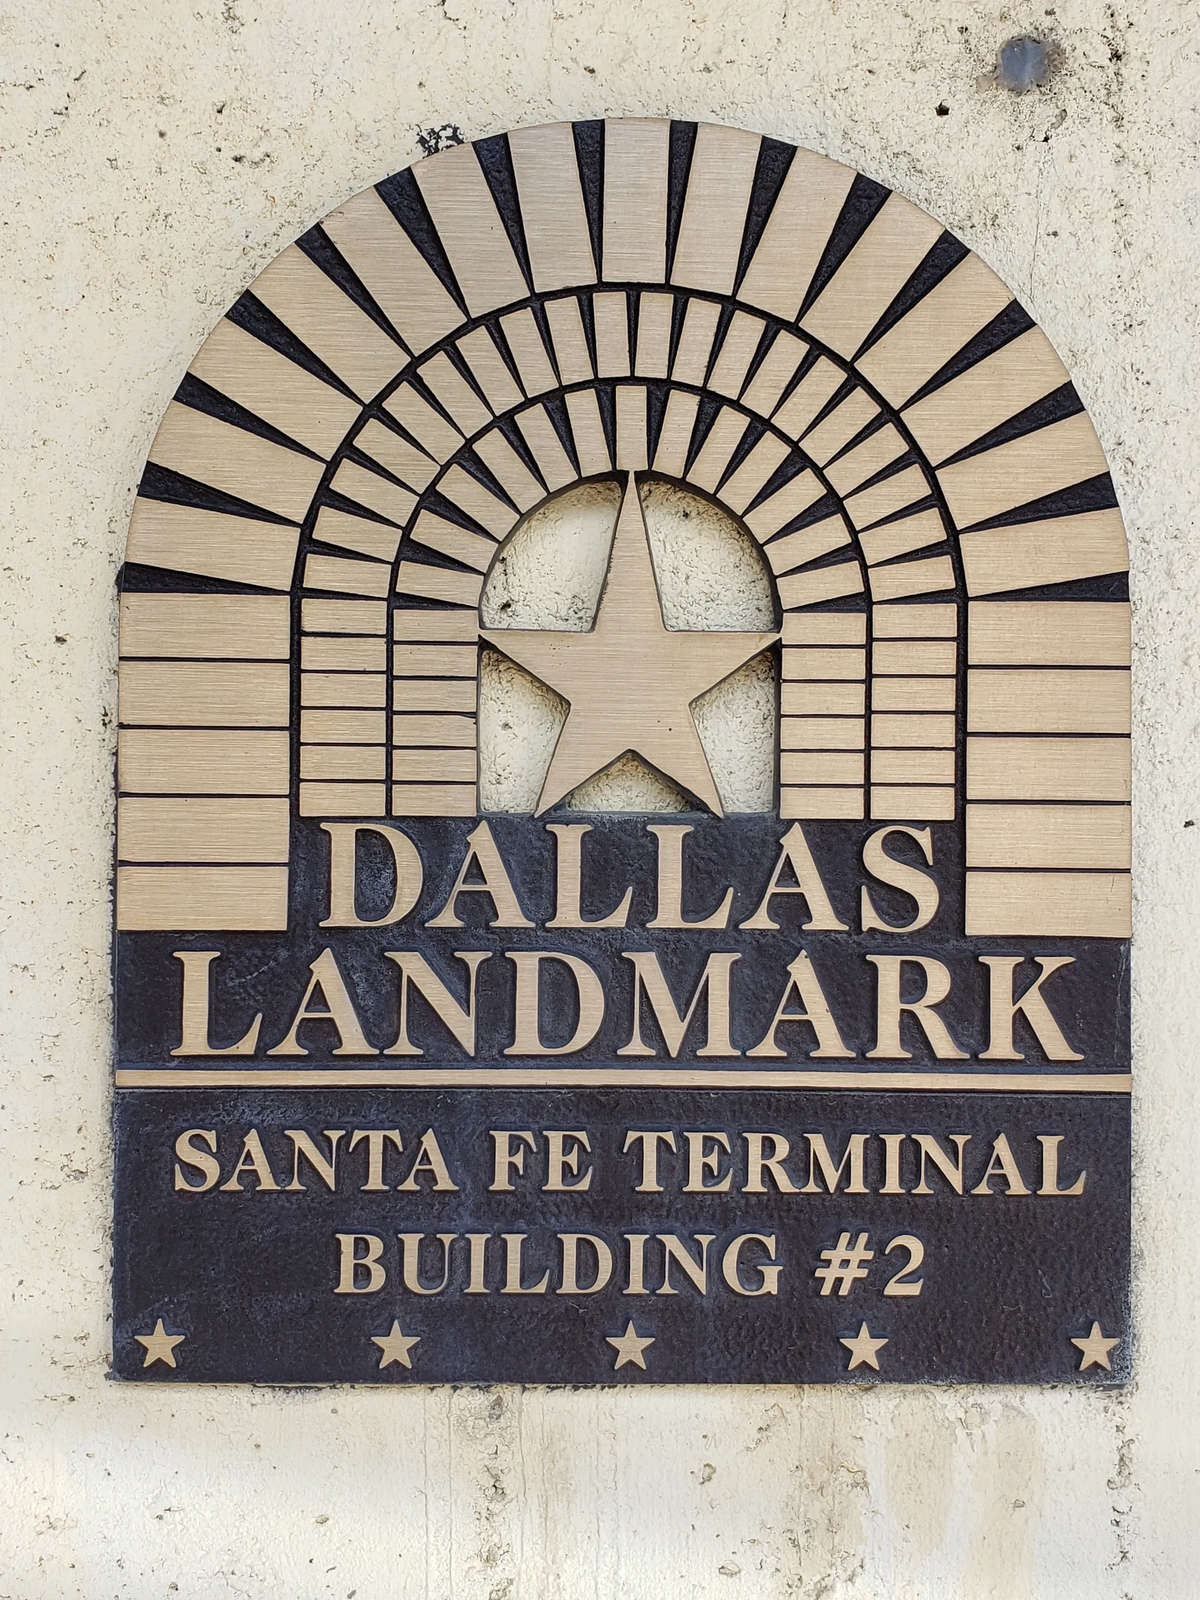 DALLAS
LANDMARK
SANTA FE TERMINAL
BUILDING #2